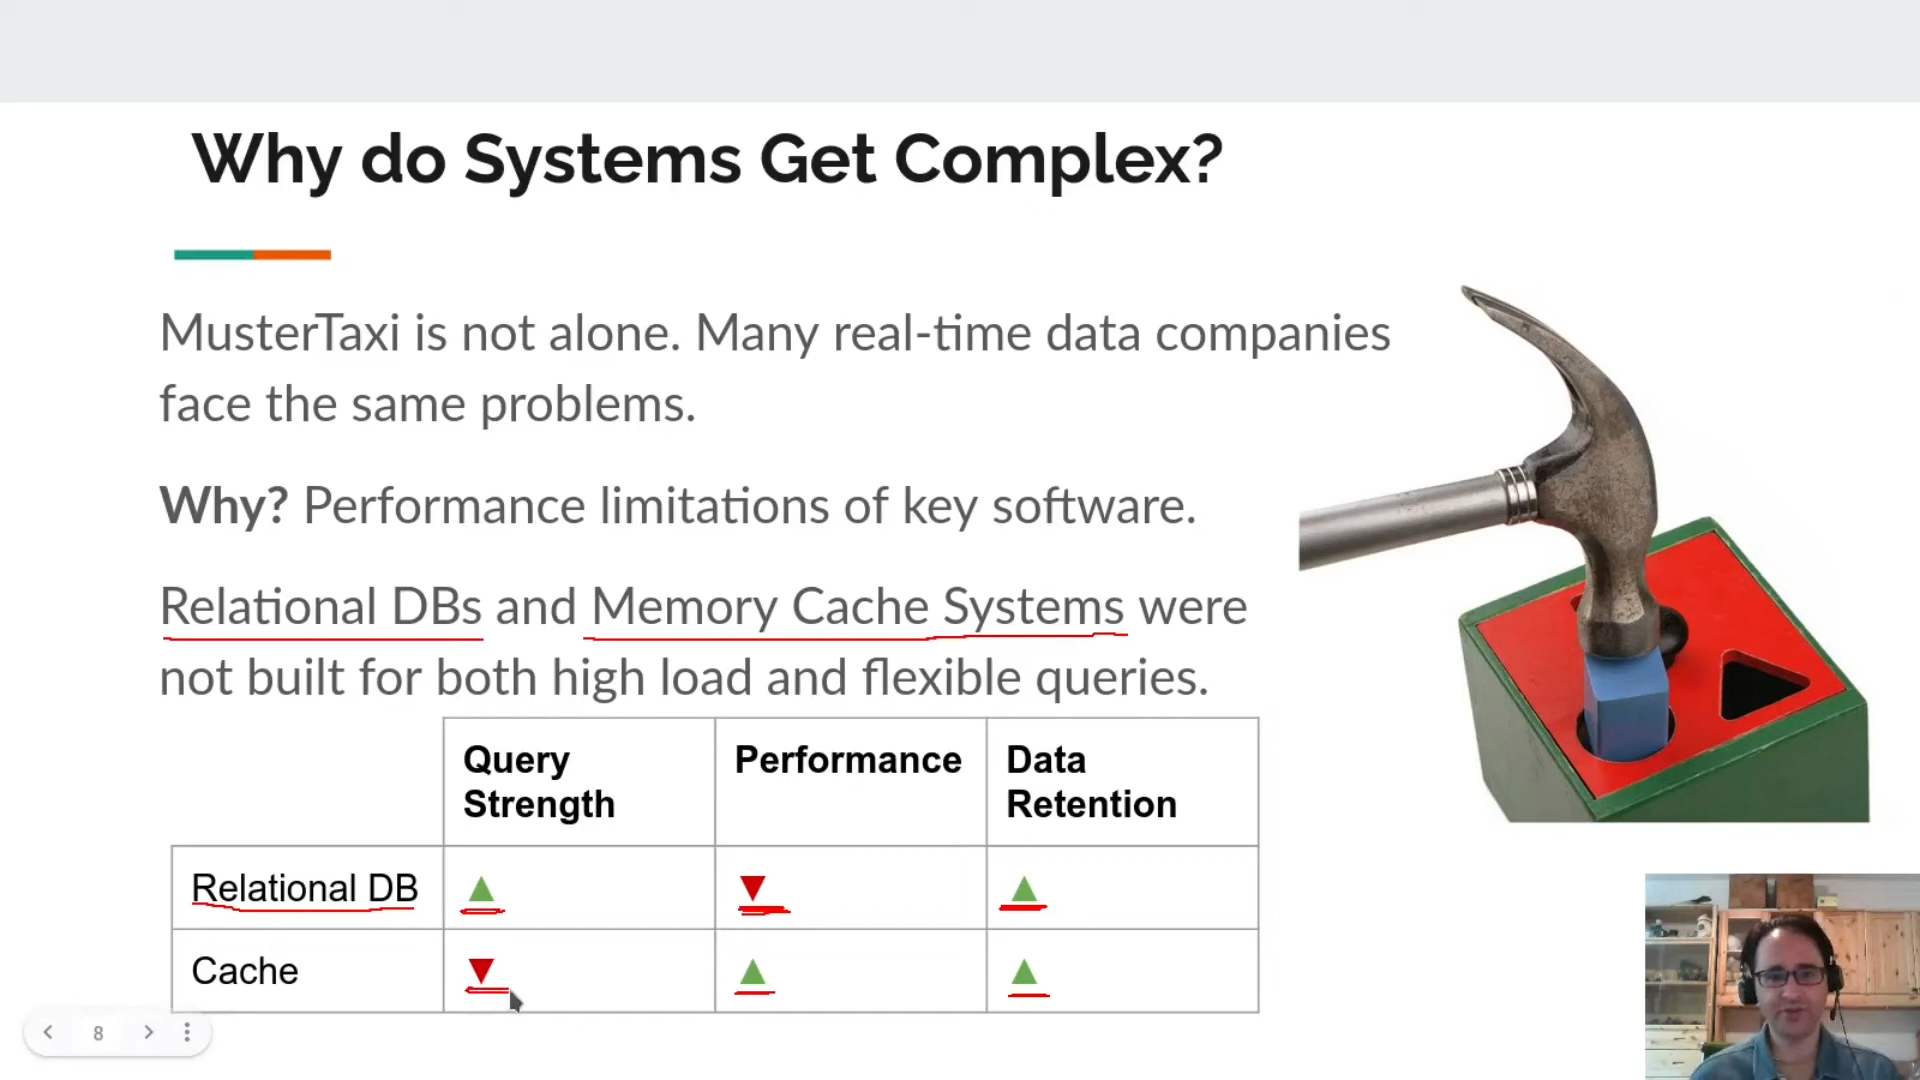 Why do Systems Get Complex?
MusterTaxi is not alone. Many real-time data companies
face the same problems.
Why? Performance limitations of key software.
Relational DBs and Memory Cache Systems were
not built for both high load and flexible queries.
Query Performance Data
Strength Retention
Relational DB ▲ ▼ ▲
Cache ▼ ▲ ▲
8